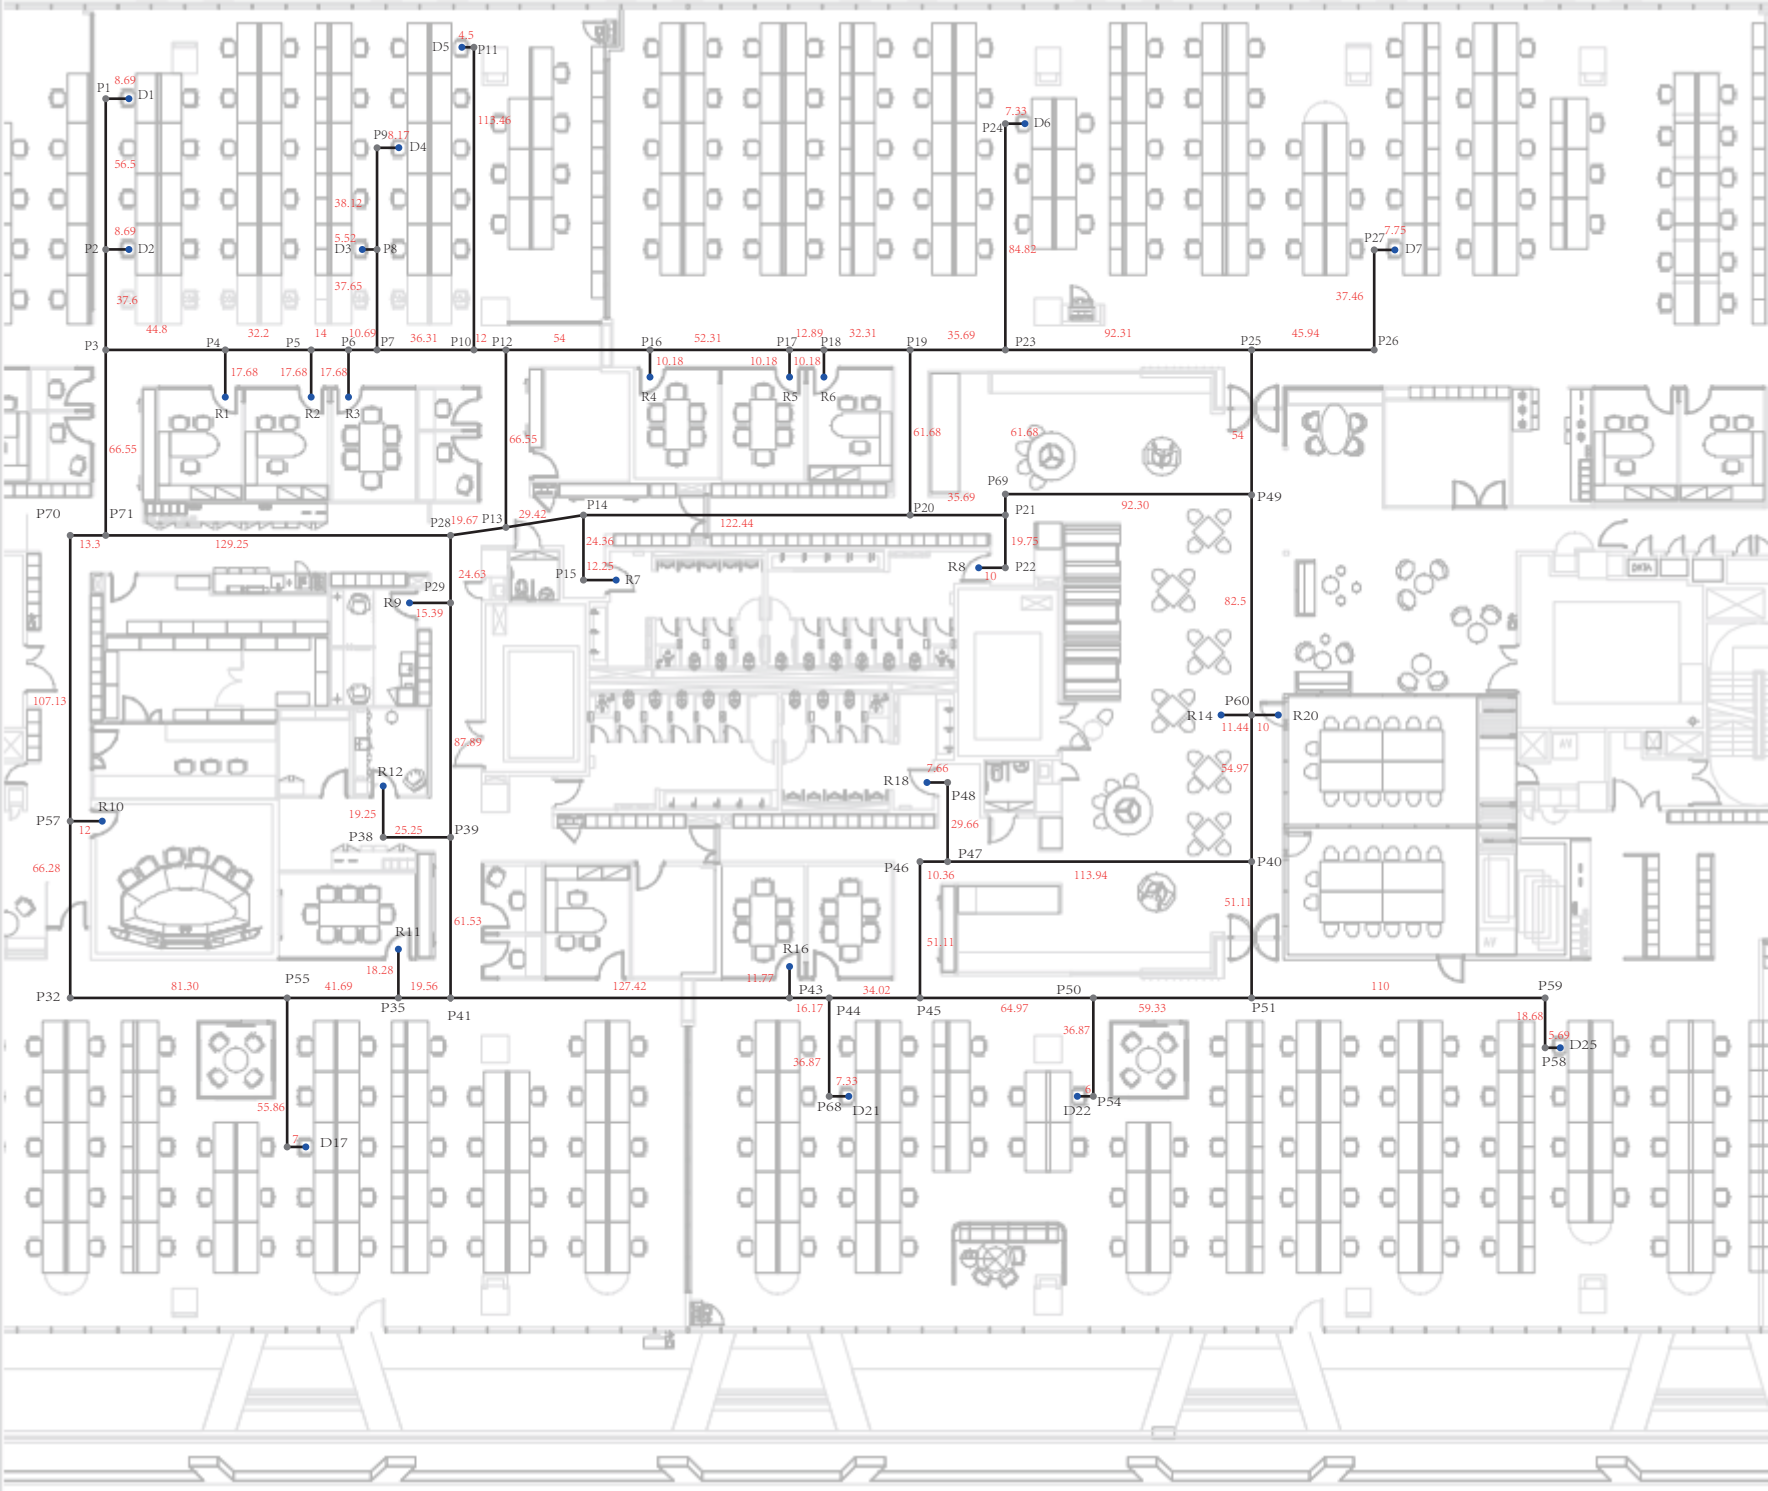 4.5
D5 P11
8.69
P1 D1
113.46
7.33
P24 D6
P9 8.17
D4
56.5
38.12
8.69
P2 D2
5.52
D3 P8
84.82
7.75
P27 D7
37.6
37.65
37.46
44.8 32.2 14 10.69 36.31 12 54 52.31 12.89 32.31 35.69 92.31 45.94
P3 P4 P5 P6 P7 P10 P12 P16 P17 P18 P19 P23 P25 P26
17.68 17.68 17.68 10.18 10.18 10.18
R1 R2 R3 R4 R5 R6
66.55 66.55 61.68 61.68 54
P69 35.69 92.30 P49
P70 P71 P28 19.67 P13 29.42 P14 122.44 P20 P21
13.3 129.25 24.36 19.75
24.63 P15 12.25 R7 R8 10 P22
P29
R9 15.39
82.5
107.13
P60
R14 R20
11.44 10
87.89
R12 R18 7.66 54.97
P48
R10
P57 12
19.25
P38 25.25 P39
29.66
P47
P46 P40
66.28 10.36 113.94
51.11
61.53
R11 R16 51.11
AV
AV
DATA
18.28 11.77
P55
81.30 41.69 19.56 127.42 P43 34.02 P50 110 P59
P32 P35 P41 16.17 P44 P45 64.97 59.33 P51
18.68
36.87 36.87 5.69 D25
P58
7.33 6
P68 D21 D22 P54
55.86
7 D17